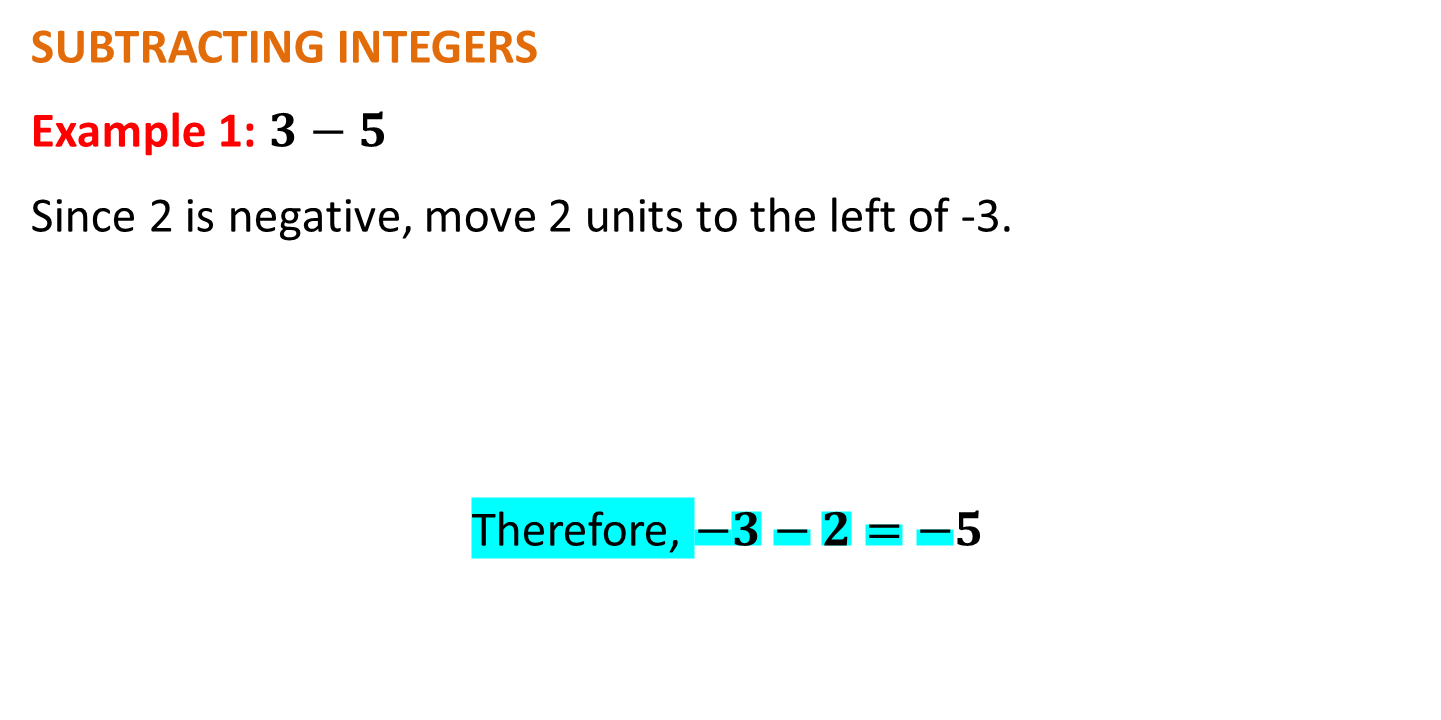 SUBTRACTING INTEGERS
Example 1: 3 − 5
Since 2 is negative, move 2 units to the left of -3.
Therefore, −3 − 2 = −5